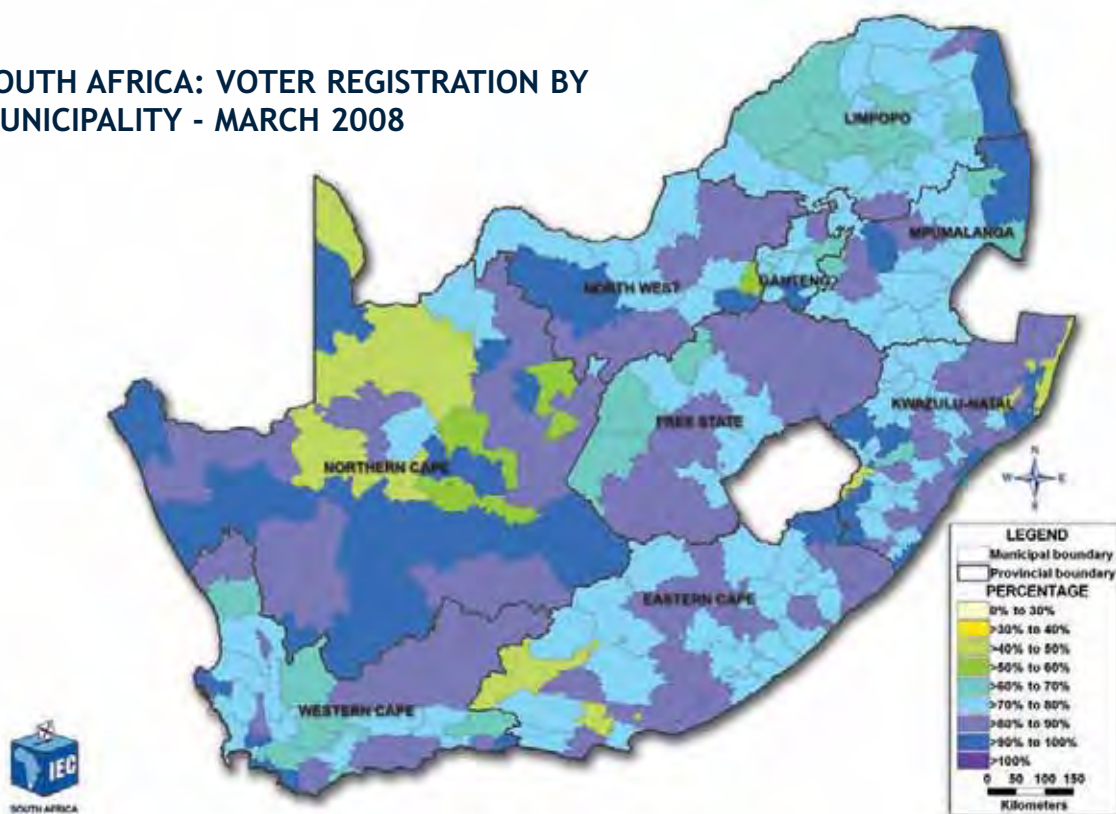 OUTH AFRICA: VOTER REGISTRATION BY
UNICIPALITY - MARCH 2008
LIMPOPO
MPUMALANGA
NORTH WEST
GAUTENG
KWAZULU-NATAL
FREE STATE
NORTHERN CAPE
EASTERN CAPE
WESTERN CAPE
N
W
E
S
LEGEND
Municipal boundary
Provincial boundary
PERCENTAGE
0% to 30%
>30% to 40%
>40% to 50%
>50% to 60%
>60% to 70%
>70% to 80%
>80% to 90%
>90% to 100%
>100%
0 50 100 150
Kilometers
IEC
SOUTH AFRICA